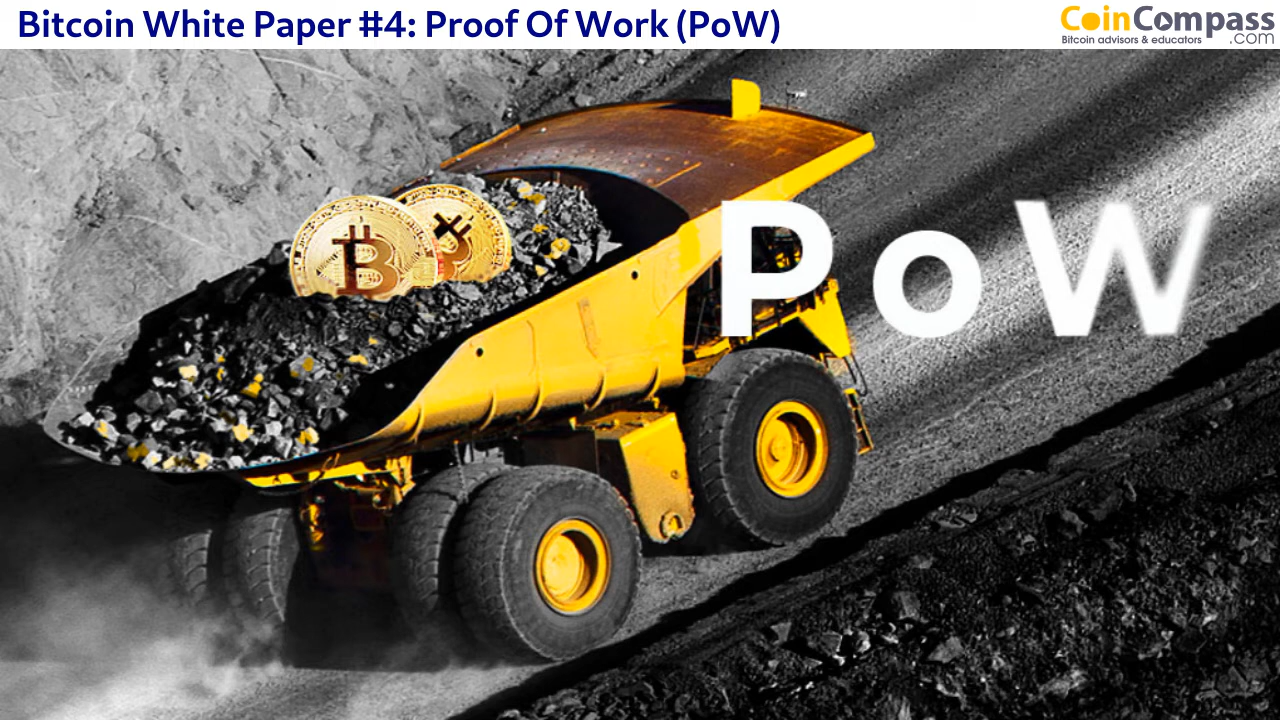 Bitcoin White Paper #4: Proof Of Work (PoW)
CoinCompass
Bitcoin advisors & educators .com
PoW